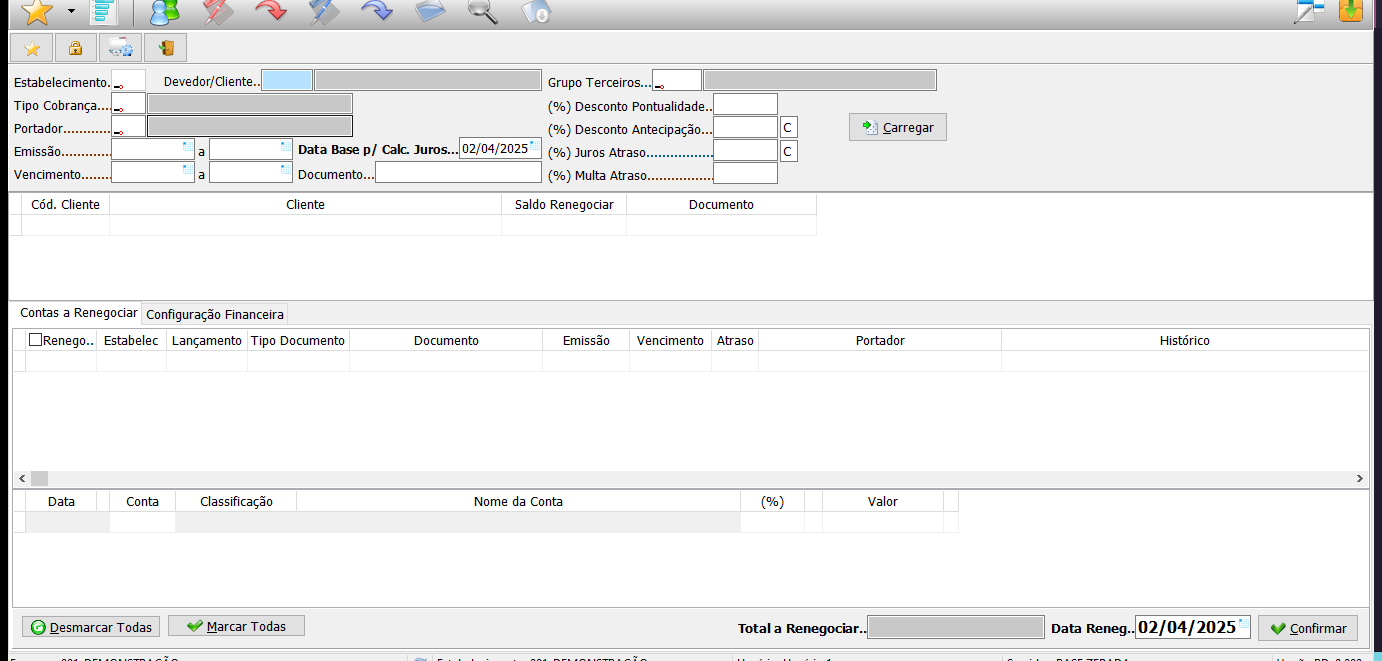 Estabelecimento. Devedor/Cliente.. Grupo Terceiros...
Tipo Cobrança.... (%) Desconto Pontualidade..
Portador........... (%) Desconto Antecipação... C Carregar
Emissão............ a Data Base p/ Calc. Juros... 02/04/2025 (%) Juros Atraso................ C
Vencimento....... a Documento... (%) Multa Atraso...............
Cód. Cliente Cliente Saldo Renegociar Documento
Contas a Renegociar Configuração Financeira
Renego.. Estabelec Lançamento Tipo Documento Documento Emissão Vencimento Atraso Portador Histórico
Data Conta Classificação Nome da Conta (%) Valor
Desmarcar Todas Marcar Todas Total a Renegociar.. Data Reneg.. 02/04/2025 Confirmar